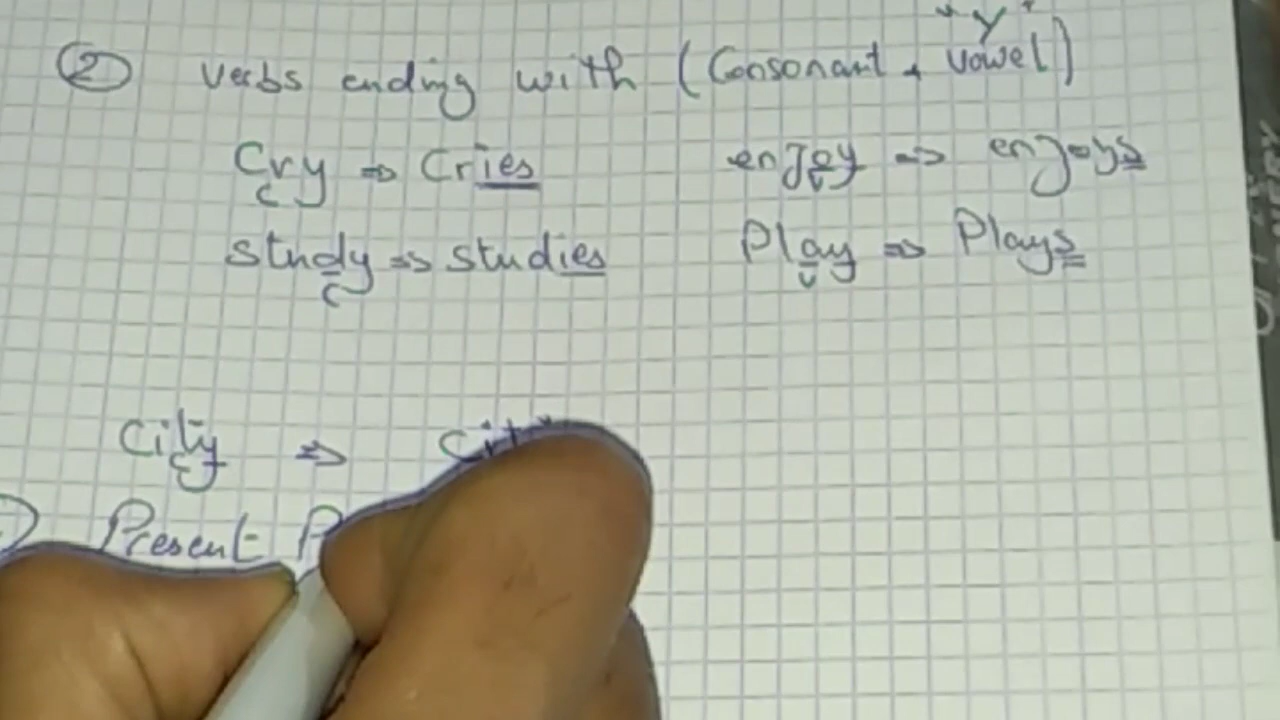 " y "
② Verbs ending with (Consonant + Vowel)
Cry ⇒ Cries enjoy ⇒ enjoys
study ⇒ studies Play ⇒ Plays
City ⇒
Present